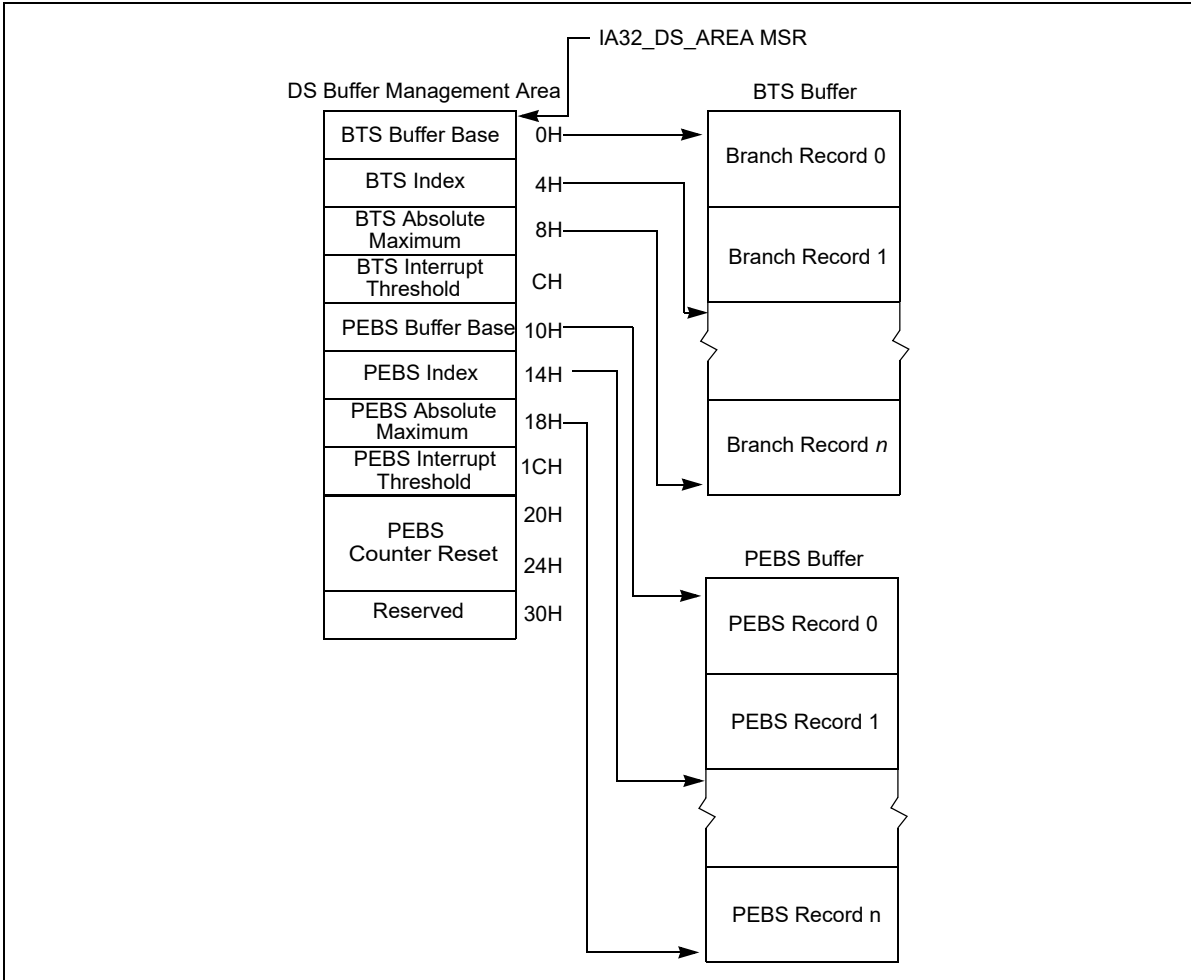 IA32_DS_AREA MSR
DS Buffer Management Area
BTS Buffer Base 0H
BTS Index 4H
BTS Absolute
Maximum 8H
BTS Interrupt
Threshold CH
PEBS Buffer Base 10H
PEBS Index 14H
PEBS Absolute
Maximum 18H
PEBS Interrupt
Threshold 1CH
PEBS
Counter Reset
20H
24H
Reserved 30H
BTS Buffer
Branch Record 0
Branch Record 1
Branch Record n
PEBS Buffer
PEBS Record 0
PEBS Record 1
PEBS Record n